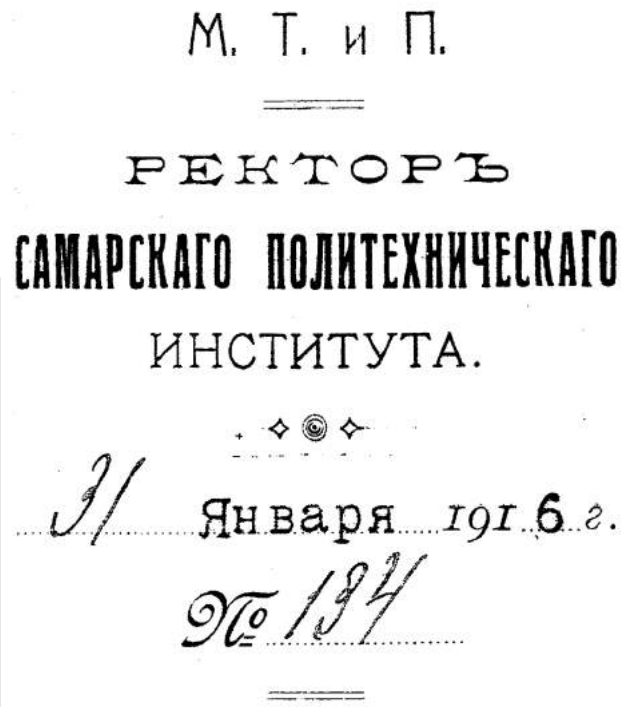 М. Т. и П.
РЕКТОРЪ
САМАРСКАГО ПОЛИТЕХНИЧЕСКАГО
ИНСТИТУТА.
31 Января 1916 г.
№ 134